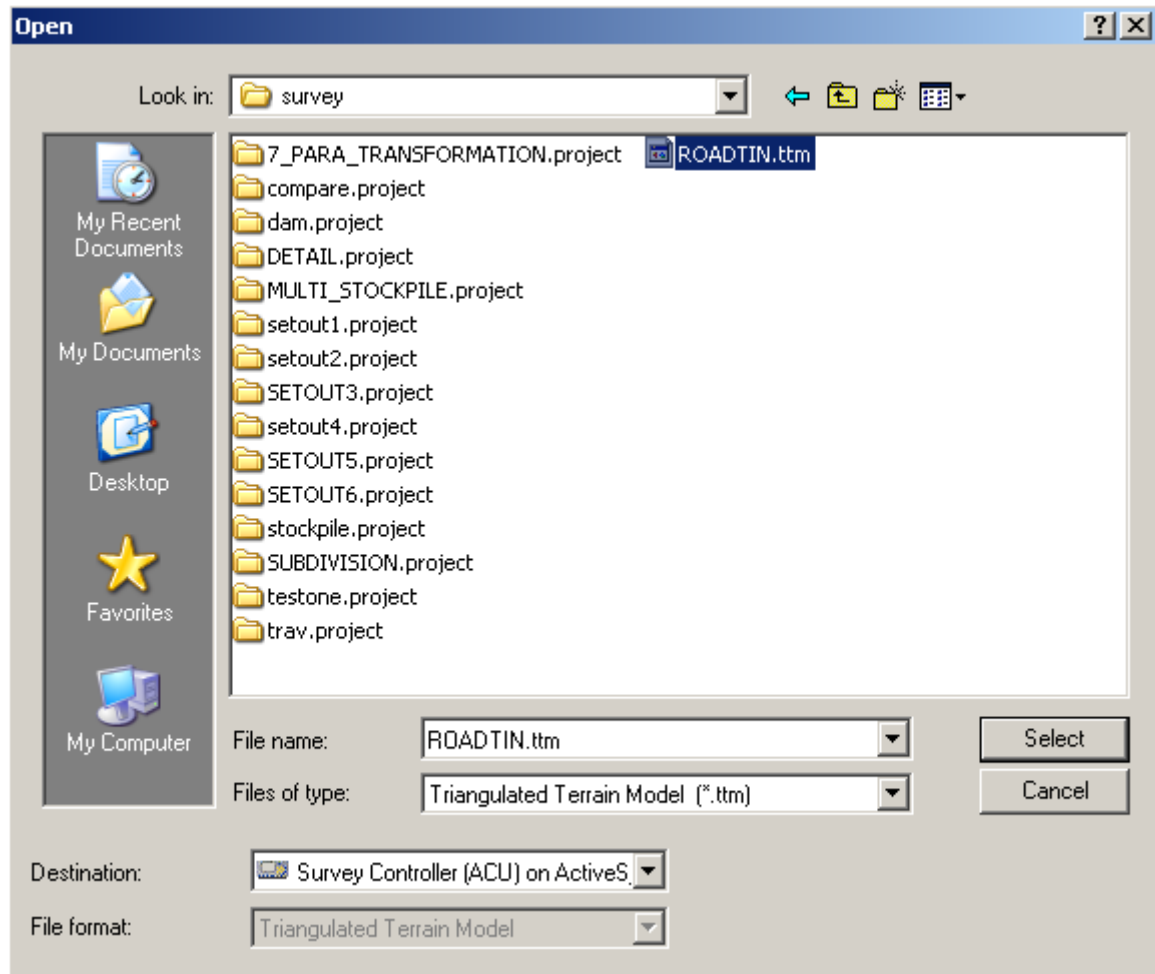 Open
Look in: survey
My Recent Documents
My Documents
Desktop
Favorites
My Computer
7_PARA_TRANSFORMATION.project
compare.project
dam.project
DETAIL.project
MULTI_STOCKPILE.project
setout1.project
setout2.project
SETOUT3.project
setout4.project
SETOUT5.project
SETOUT6.project
stockpile.project
SUBDIVISION.project
testone.project
trav.project
ROADTIN.ttm
File name: ROADTIN.ttm Select
Files of type: Triangulated Terrain Model (*.ttm) Cancel
Destination: Survey Controller (ACU) on ActiveS
File format: Triangulated Terrain Model